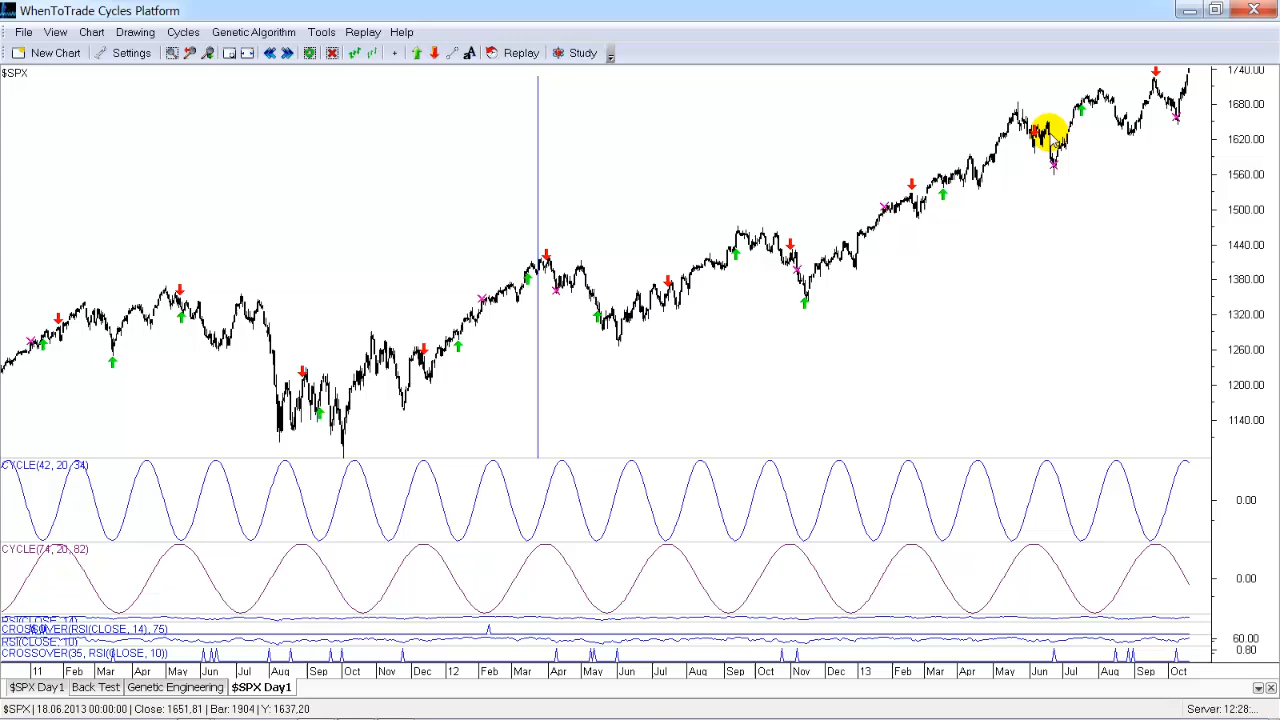 WhenToTrade Cycles Platform
File View Chart Drawing Cycles Genetic Algorithm Tools Replay Help
New Chart Settings Replay Study
$SPX
1740.00
1680.00
1620.00
1560.00
1500.00
1440.00
1380.00
1320.00
1260.00
1200.00
1140.00
CYCLE(42, 20, 34)
0.00
CYCLE(74, 20, 82)
0.00
RSI(CLOSE, 14)
CROSSOVER(RSI(CLOSE, 14), 75)
RSI(CLOSE, 10)
60.00
CROSSOVER(35, RSI(CLOSE, 10))
0.80
11 Feb Mar Apr May Jun Jul Aug Sep Oct Nov Dec 12 Feb Mar Apr May Jun Jul Aug Sep Oct Nov Dec 13 Feb Mar Apr May Jun Jul Aug Sep Oct
$SPX Day1 Back Test Genetic Engineering $SPX Day1
$SPX | 18.06.2013 00:00:00 | Close: 1651,81 | Bar: 1904 | Y: 1637,20 Server: 12:28:...